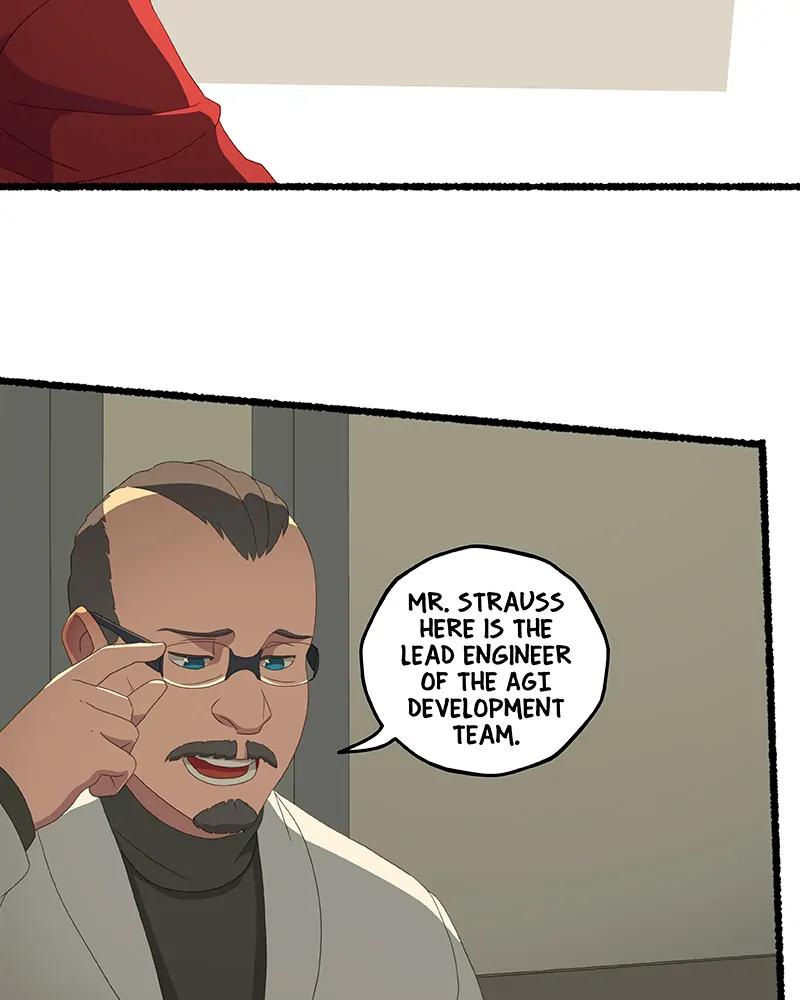 MR. STRAUSS
HERE IS THE
LEAD ENGINEER
OF THE AGI
DEVELOPMENT
TEAM.